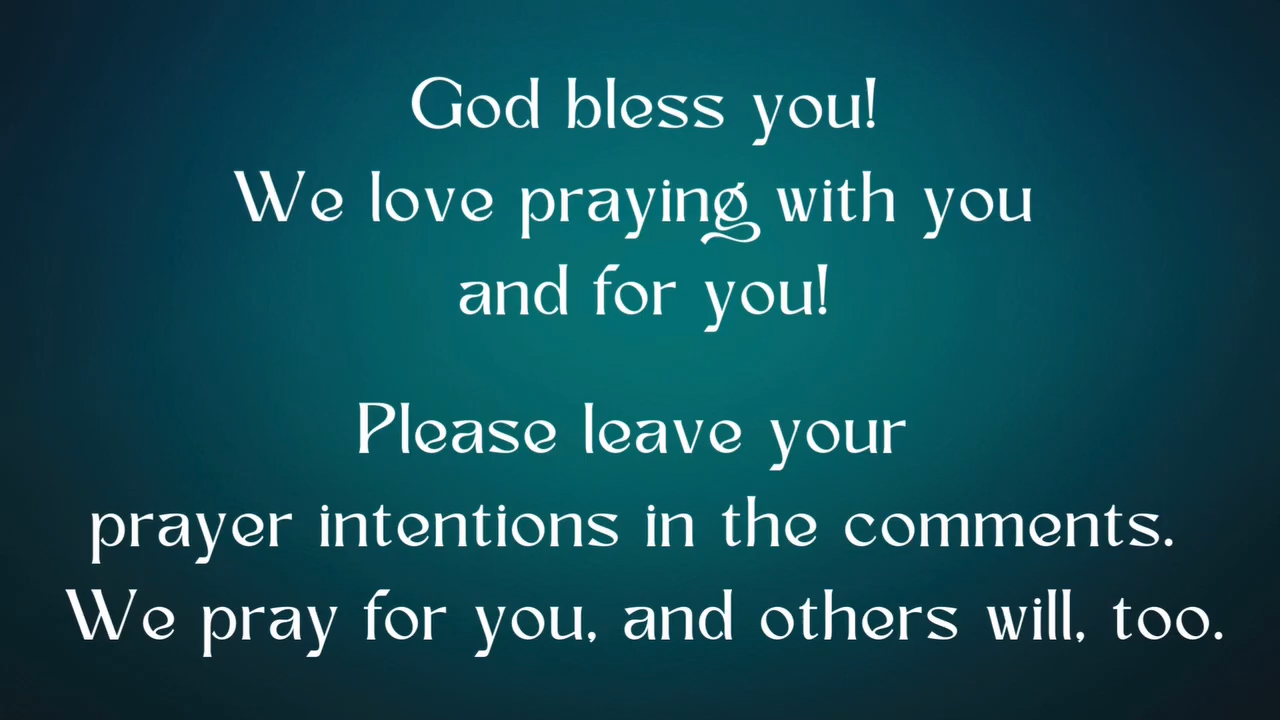 God bless you!
We love praying with you
and for you!
Please leave your
prayer intentions in the comments.
We pray for you, and others will, too.